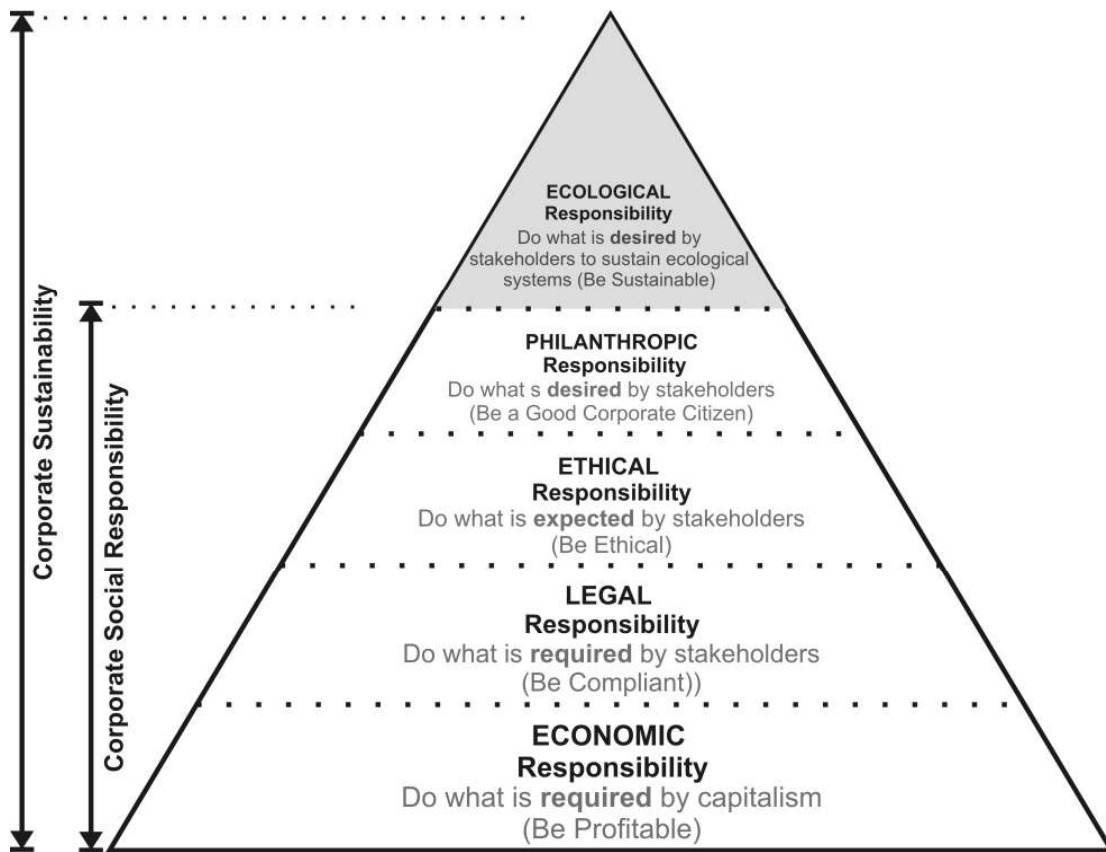 Corporate Sustainability
Corporate Social Responsibility
ECOLOGICAL
Responsibility
Do what is desired by
stakeholders to sustain ecological
systems (Be Sustainable)
PHILANTHROPIC
Responsibility
Do what s desired by stakeholders
(Be a Good Corporate Citizen)
ETHICAL
Responsibility
Do what is expected by stakeholders
(Be Ethical)
LEGAL
Responsibility
Do what is required by stakeholders
(Be Compliant))
ECONOMIC
Responsibility
Do what is required by capitalism
(Be Profitable)